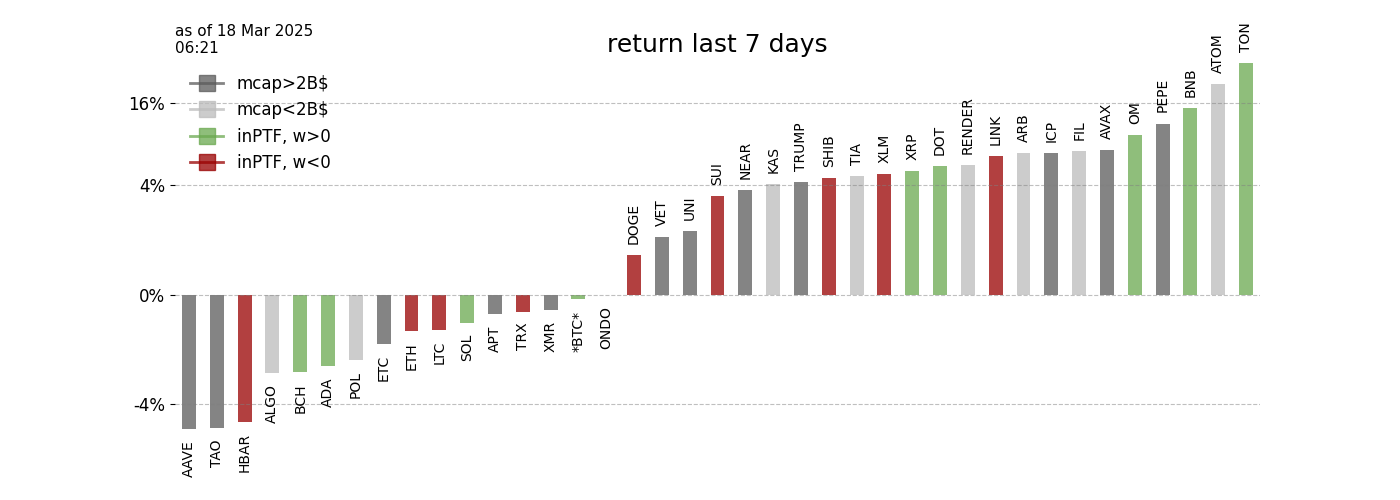 as of 18 Mar 2025
06:21
return last 7 days
mcap>2B$
mcap<2B$
inPTF, w>0
inPTF, w<0
16%
4%
0%
-4%
AAVE
TAO
HBAR
ALGO
BCH
ADA
POL
ETC
ETH
LTC
SOL
APT
TRX
XMR
*BTC*
ONDO
DOGE
VET
UNI
SUI
NEAR
KAS
TRUMP
SHIB
TIA
XLM
XRP
DOT
RENDER
LINK
ARB
ICP
FIL
AVAX
OM
PEPE
BNB
ATOM
TON